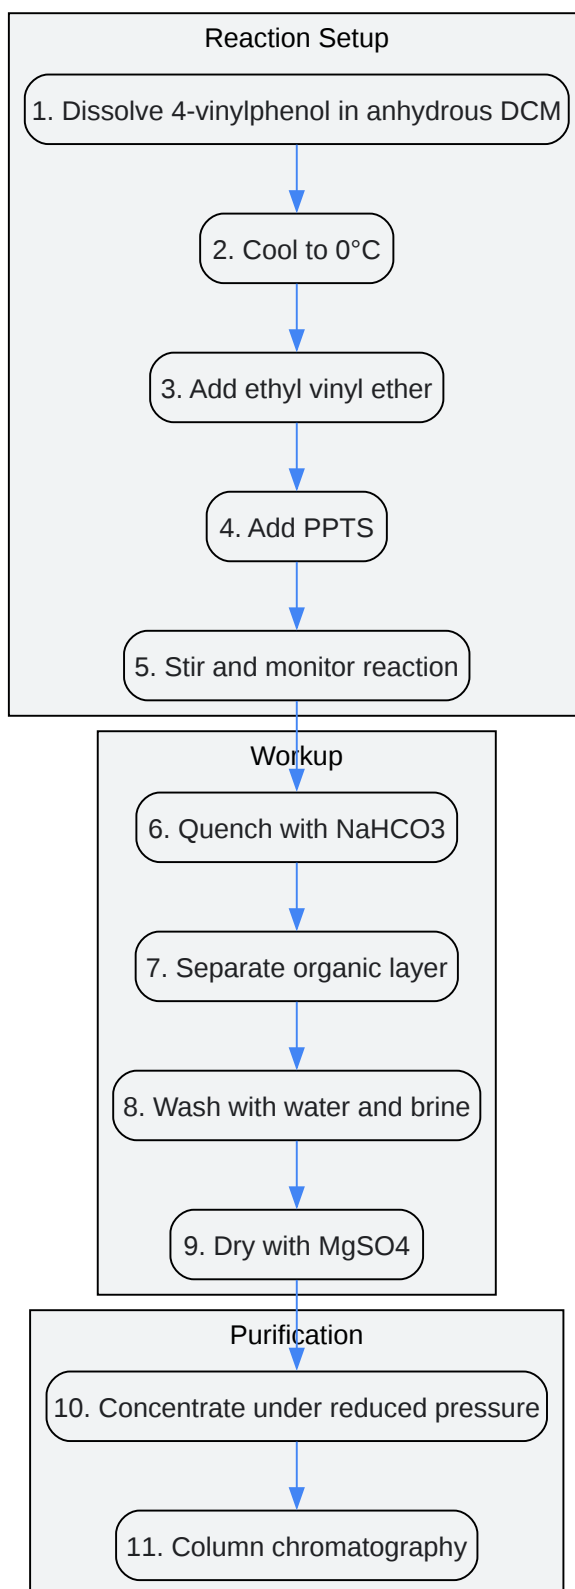 Reaction Setup
1. Dissolve 4-vinylphenol in anhydrous DCM
2. Cool to 0°C
3. Add ethyl vinyl ether
4. Add PPTS
5. Stir and monitor reaction
Workup
6. Quench with NaHCO3
7. Separate organic layer
8. Wash with water and brine
9. Dry with MgSO4
Purification
10. Concentrate under reduced pressure
11. Column chromatography